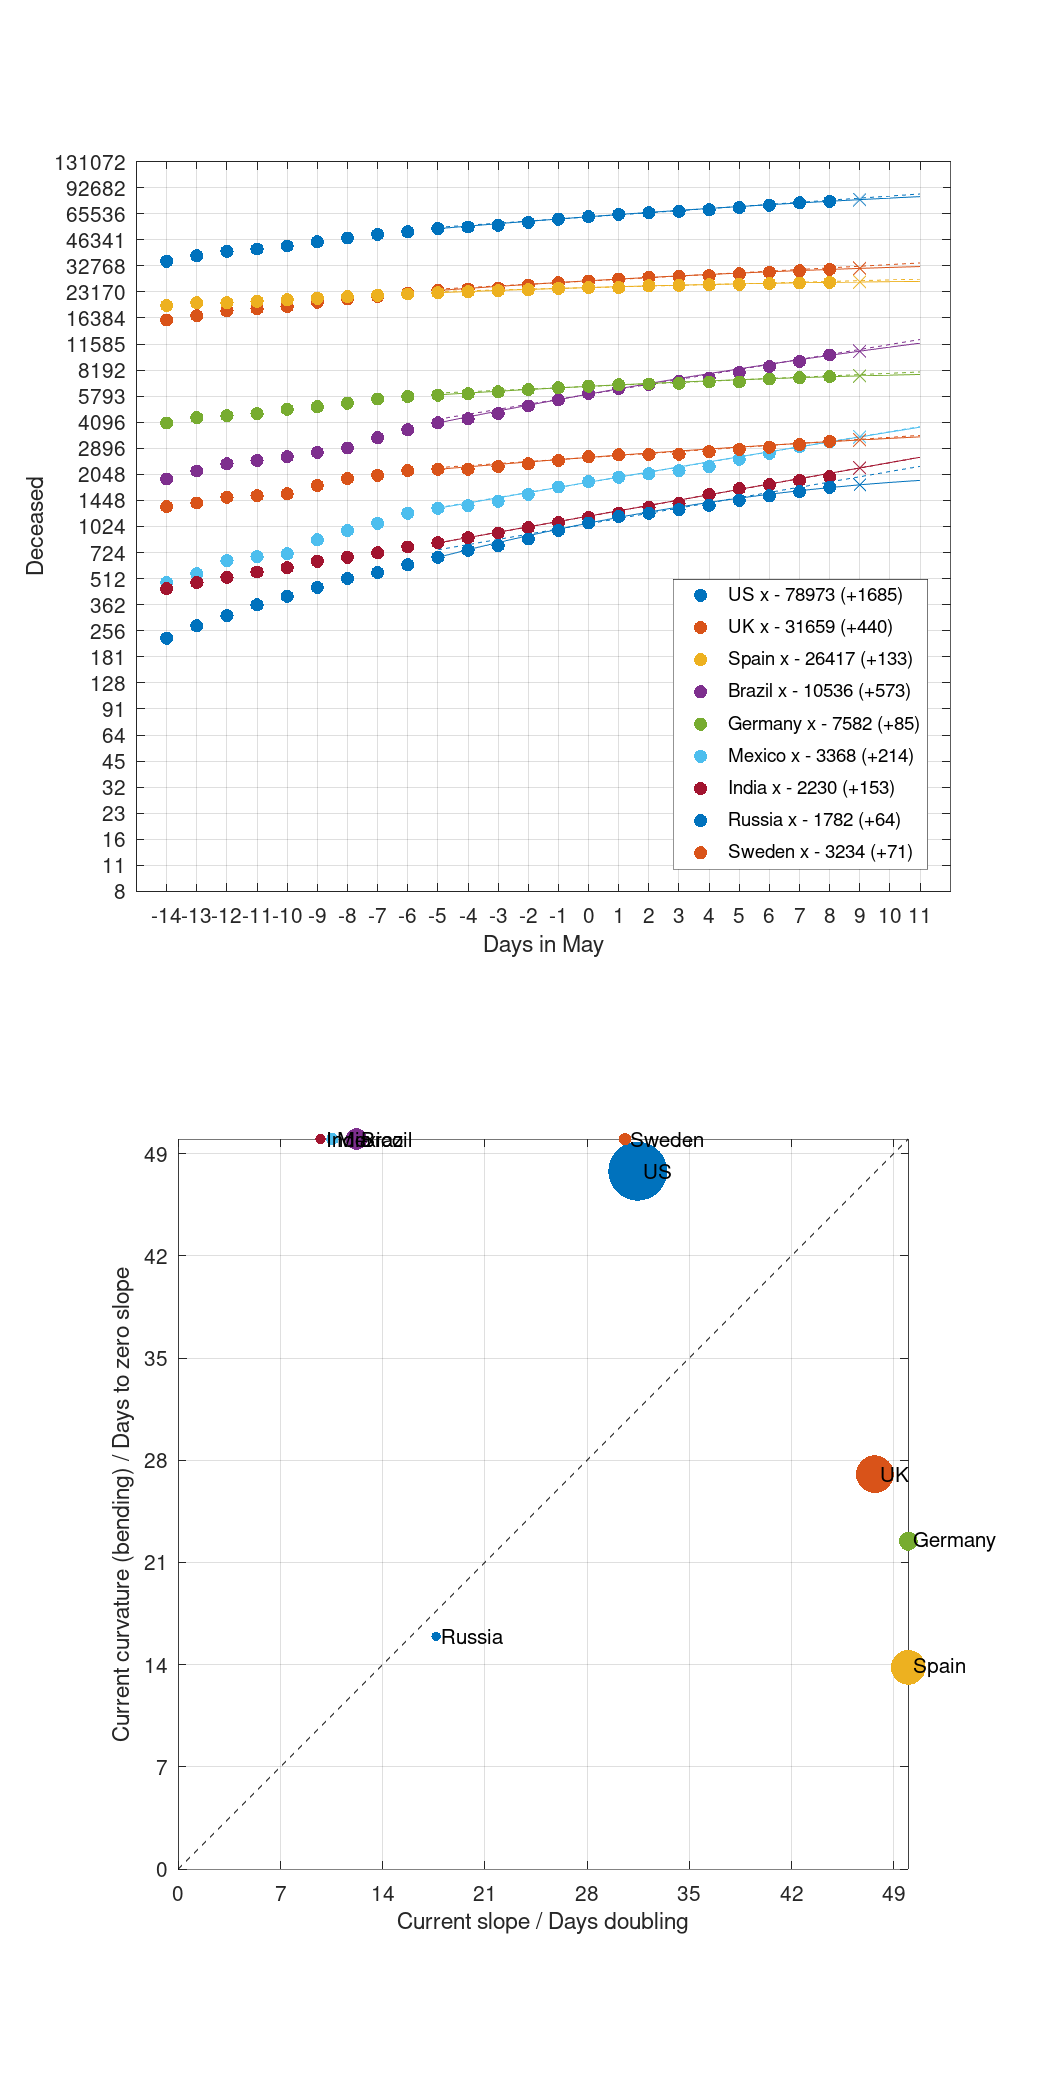 131072
92682
65536
46341
32768
23170
16384
11585
8192
5793
4096
2896
2048
1448
1024
724
512
362
256
181
128
91
64
45
32
23
16
11
8
Deceased
US x - 78973 (+1685)
UK x - 31659 (+440)
Spain x - 26417 (+133)
Brazil x - 10536 (+573)
Germany x - 7582 (+85)
Mexico x - 3368 (+214)
India x - 2230 (+153)
Russia x - 1782 (+64)
Sweden x - 3234 (+71)
-14 -13 -12 -11 -10 -9 -8 -7 -6 -5 -4 -3 -2 -1 0 1 2 3 4 5 6 7 8 9 10 11
Days in May
India Mexico Brazil Sweden
US
UK
Germany
Russia
Spain
49
42
35
28
21
14
7
0
Current curvature (bending) / Days to zero slope
0 7 14 21 28 35 42 49
Current slope / Days doubling